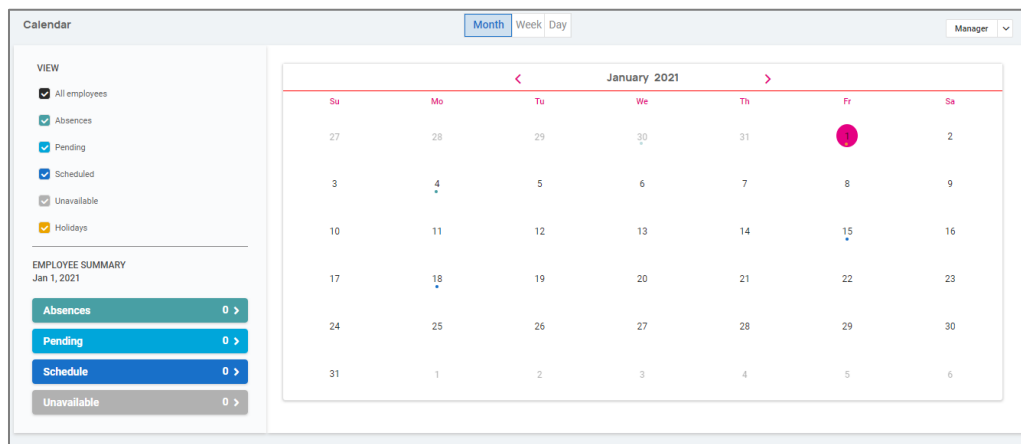 Calendar
Month Week Day
Manager
VIEW
All employees
Absences
Pending
Scheduled
Unavailable
Holidays
EMPLOYEE SUMMARY
Jan 1, 2021
Absences 0
Pending 0
Schedule 0
Unavailable 0
January 2021
Su Mo Tu We Th Fr Sa
27 28 29 30 31 1 2
3 4 5 6 7 8 9
10 11 12 13 14 15 16
17 18 19 20 21 22 23
24 25 26 27 28 29 30
31 1 2 3 4 5 6